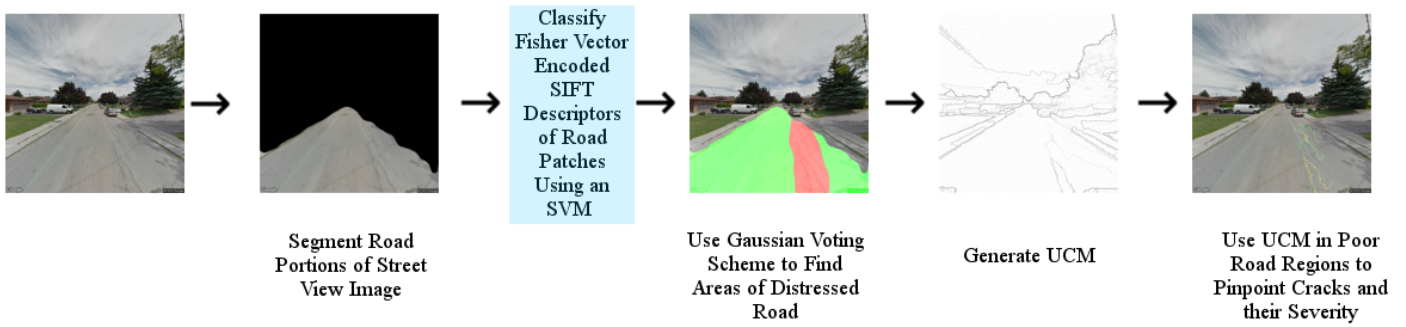 Classify
Fisher Vector
Encoded
SIFT
Descriptors
of Road
Patches
Using an
SVM
Segment Road
Portions of Street
View Image
Use Gaussian Voting
Scheme to Find
Areas of Distressed
Road
Generate UCM
Use UCM in Poor
Road Regions to
Pinpoint Cracks and
their Severity